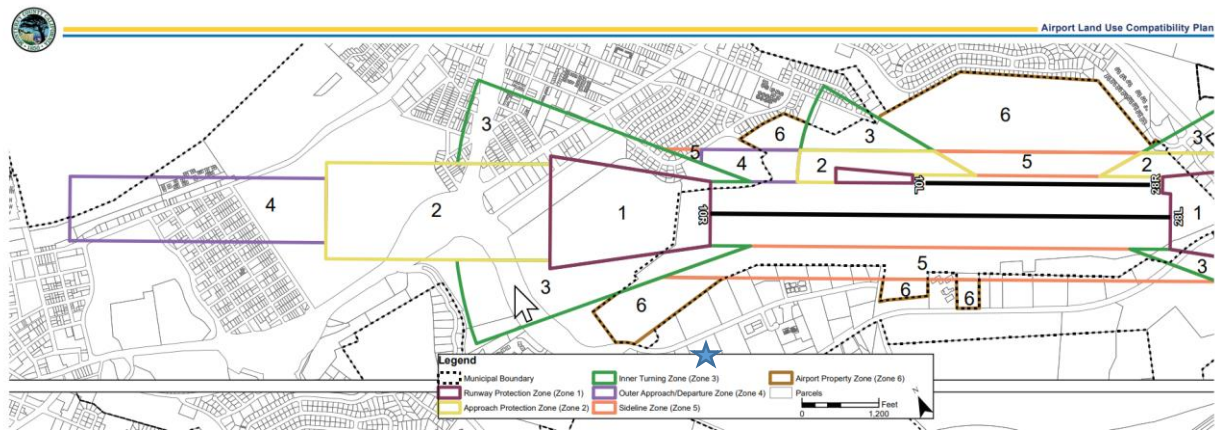 Airport Land Use Compatibility Plan
3
6
3
6
3
5
4
2
5
2
10L
28R
4
2
1
10R
28L
1
5
3
3
6
6
6
Legend
Municipal Boundary
Runway Protection Zone (Zone 1)
Approach Protection Zone (Zone 2)
Inner Turning Zone (Zone 3)
Outer Approach/Departure Zone (Zone 4)
Sideline Zone (Zone 5)
Airport Property Zone (Zone 6)
Parcels
Feet
0
1,200